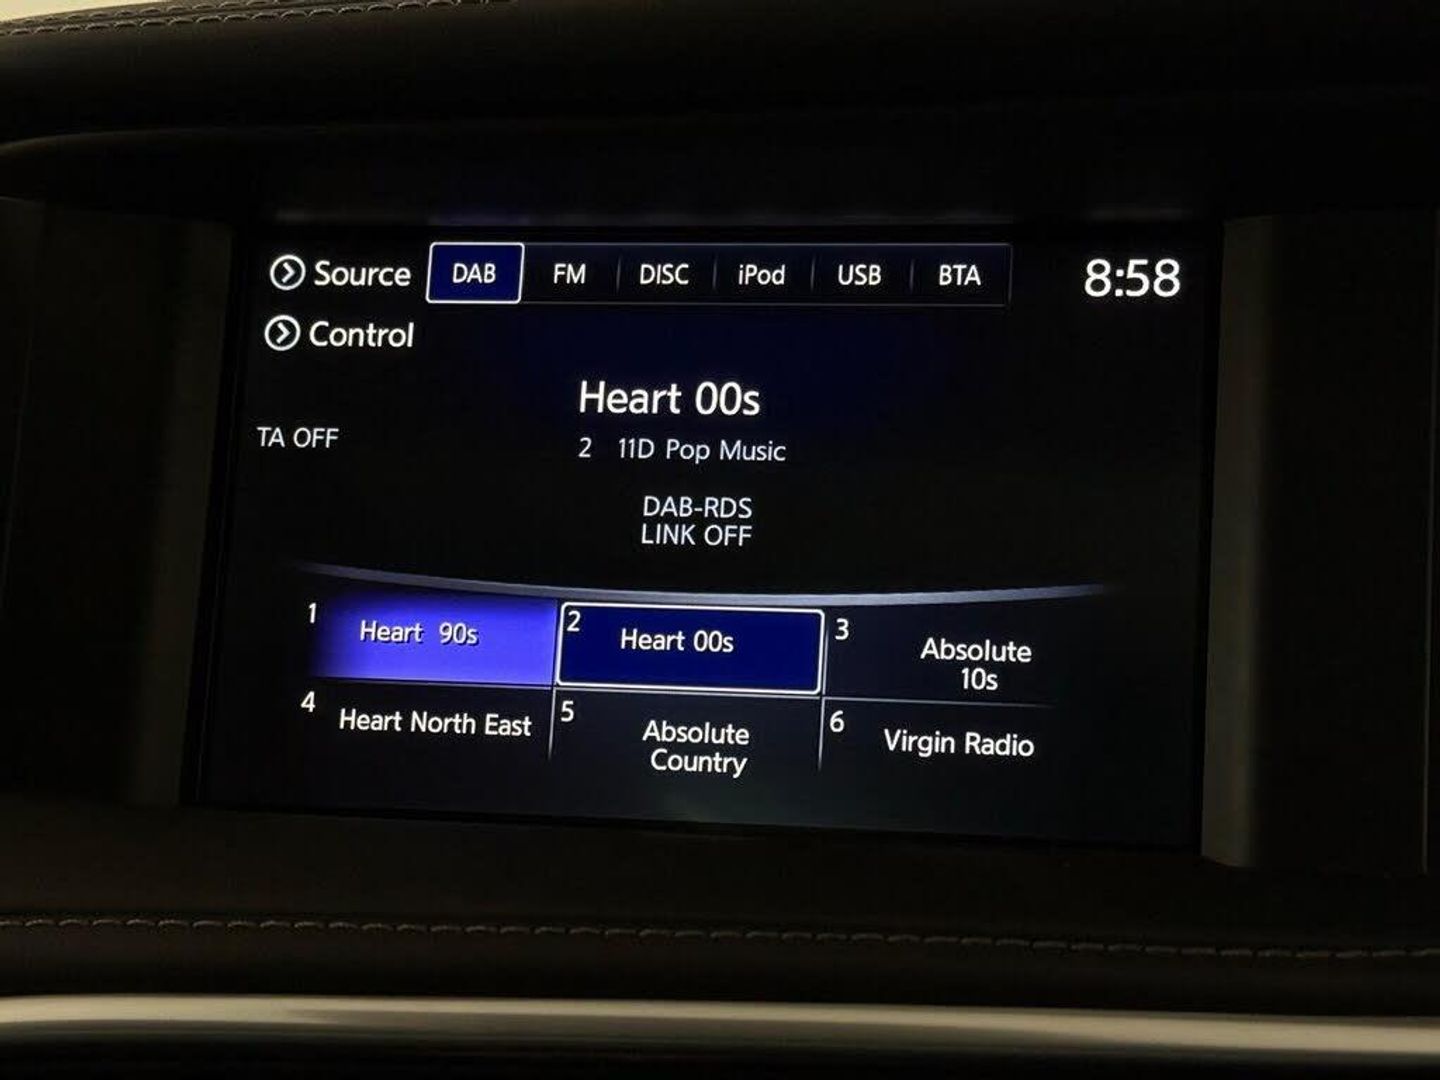 Source DAB FM DISC iPod USB BTA 8:58
Control
Heart 00s
TA OFF
2 11D Pop Music
DAB-RDS
LINK OFF
1 Heart 90s
2 Heart 00s
3 Absolute
10s
4 Heart North East
5 Absolute
Country
6 Virgin Radio